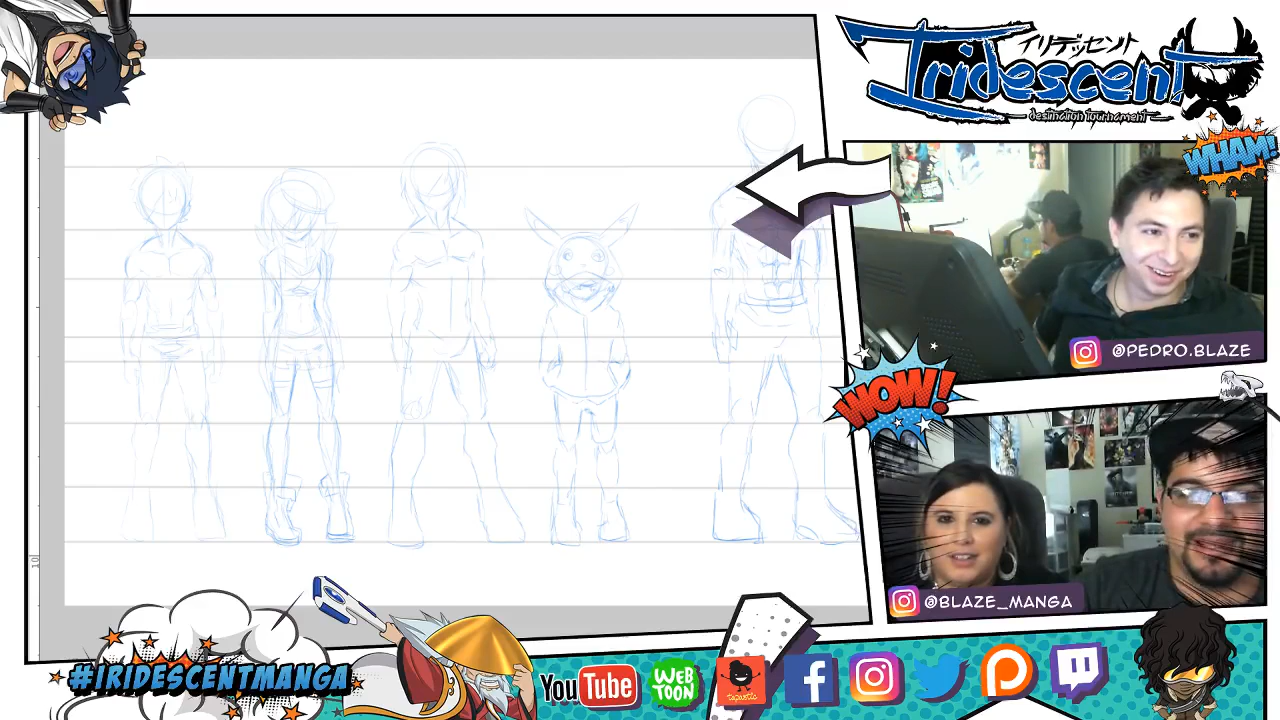 イリデッセント
Iridescent
destination tournament
WHAM!
@PEDRO.BLAZE
WOW!
@BLAZE_MANGA
10
#IRIDESCENTMANGA
YouTube
WEB
TOON
tapastic